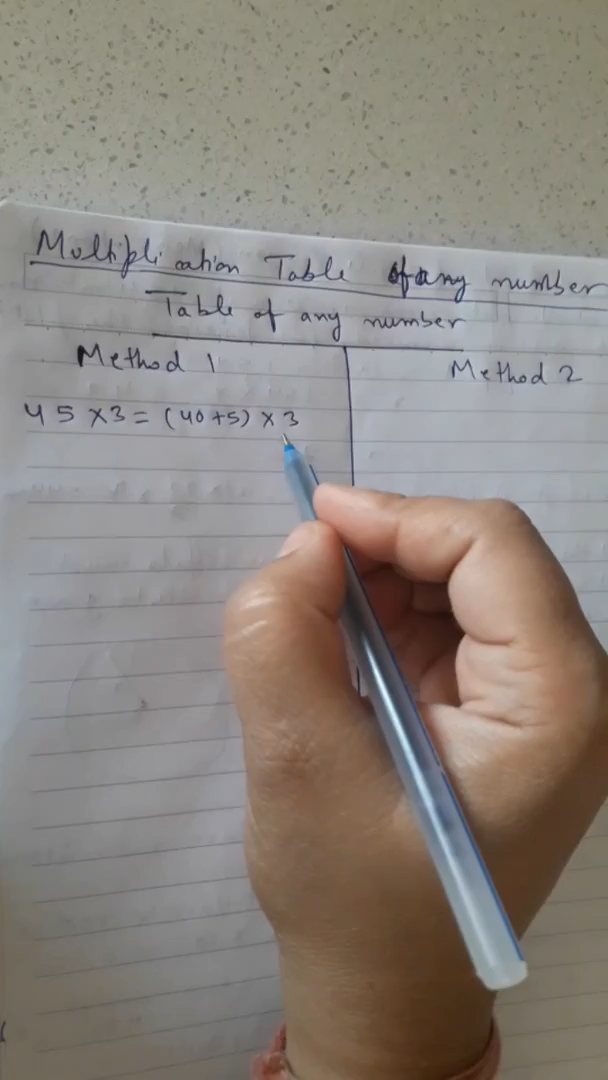 Multiplication Table of any number
Table of any number
Method 1
Method 2
45 × 3 = (40 + 5) × 3